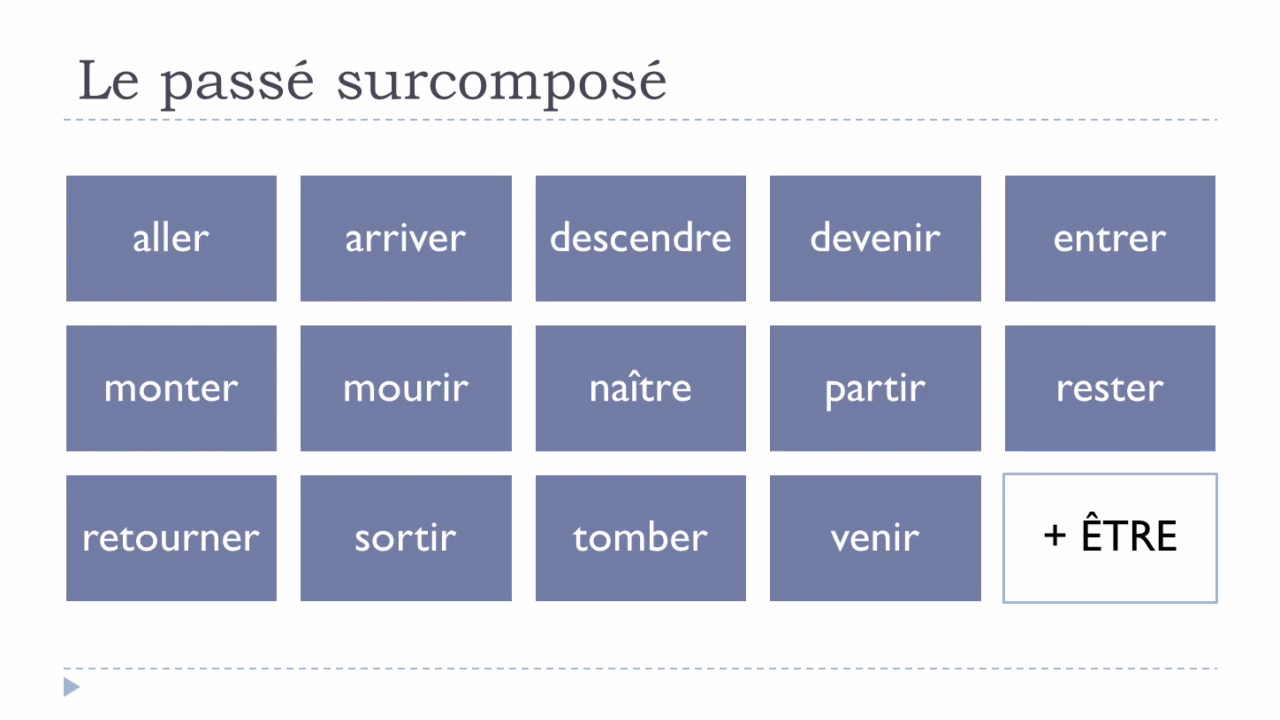 Le passé surcomposé
aller
arriver
descendre
devenir
entrer
monter
mourir
naître
partir
rester
retourner
sortir
tomber
venir
+ ÊTRE